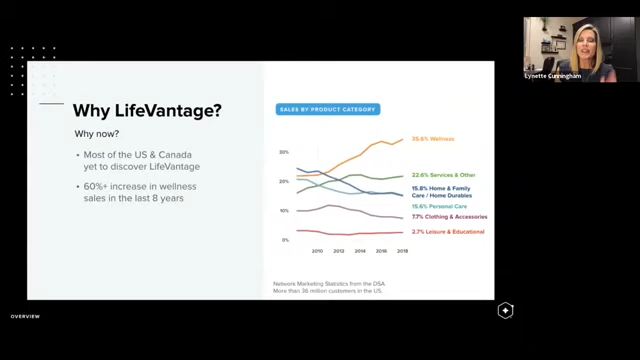 Lynette Cunningham
Why LifeVantage?
Why now?
• Most of the US & Canada
yet to discover LifeVantage
• 60%+ increase in wellness
sales in the last 8 years
SALES BY PRODUCT CATEGORY
30%
20%
10%
0%
2010
2012
2014
2016
2018
35.6% Wellness
22.6% Services & Other
15.8% Home & Family
Care / Home Durables
15.6% Personal Care
7.7% Clothing & Accessories
2.7% Leisure & Educational
Network Marketing Statistics from the DSA.
More than 36 million customers in the US.
OVERVIEW